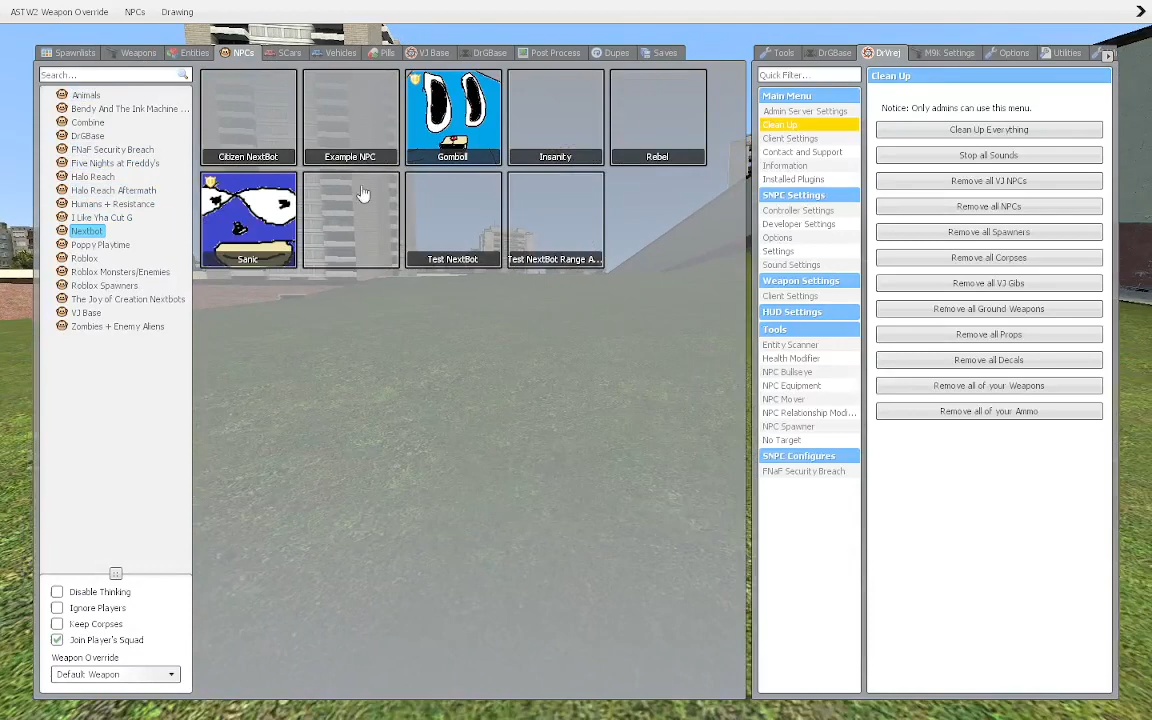 ASTW2 Weapon Override NPCs Drawing
Spawnlists Weapons Entities NPCs SCars Vehicles Pills VJ Base DrGBase Post Process Dupes Saves
Search...
Animals
Bendy And The Ink Machine ...
Combine
DrGBase
FNaF Security Breach
Five Nights at Freddy's
Halo Reach
Halo Reach Aftermath
Humans + Resistance
I Like Yha Cut G
Nextbot
Poppy Playtime
Roblox
Roblox Monsters/Enemies
Roblox Spawners
The Joy of Creation Nextbots
VJ Base
Zombies + Enemy Aliens
Disable Thinking
Ignore Players
Keep Corpses
Join Player's Squad
Weapon Override
Default Weapon
Citizen NextBot Example NPC Gomboll Insanity Rebel
Sanic Test NextBot Test NextBot Range A...
Tools DrGBase DrVrej M9K Settings Options Utilities
Quick Filter...
Main Menu
Admin Server Settings
Clean Up
Client Settings
Contact and Support
Information
Installed Plugins
SNPC Settings
Controller Settings
Developer Settings
Options
Settings
Sound Settings
Weapon Settings
Client Settings
HUD Settings
Tools
Entity Scanner
Health Modifier
NPC Bullseye
NPC Equipment
NPC Mover
NPC Relationship Modi...
NPC Spawner
No Target
SNPC Configures
FNaF Security Breach
Clean Up
Notice: Only admins can use this menu.
Clean Up Everything
Stop all Sounds
Remove all VJ NPCs
Remove all NPCs
Remove all Spawners
Remove all Corpses
Remove all VJ Gibs
Remove all Ground Weapons
Remove all Props
Remove all Decals
Remove all of your Weapons
Remove all of your Ammo